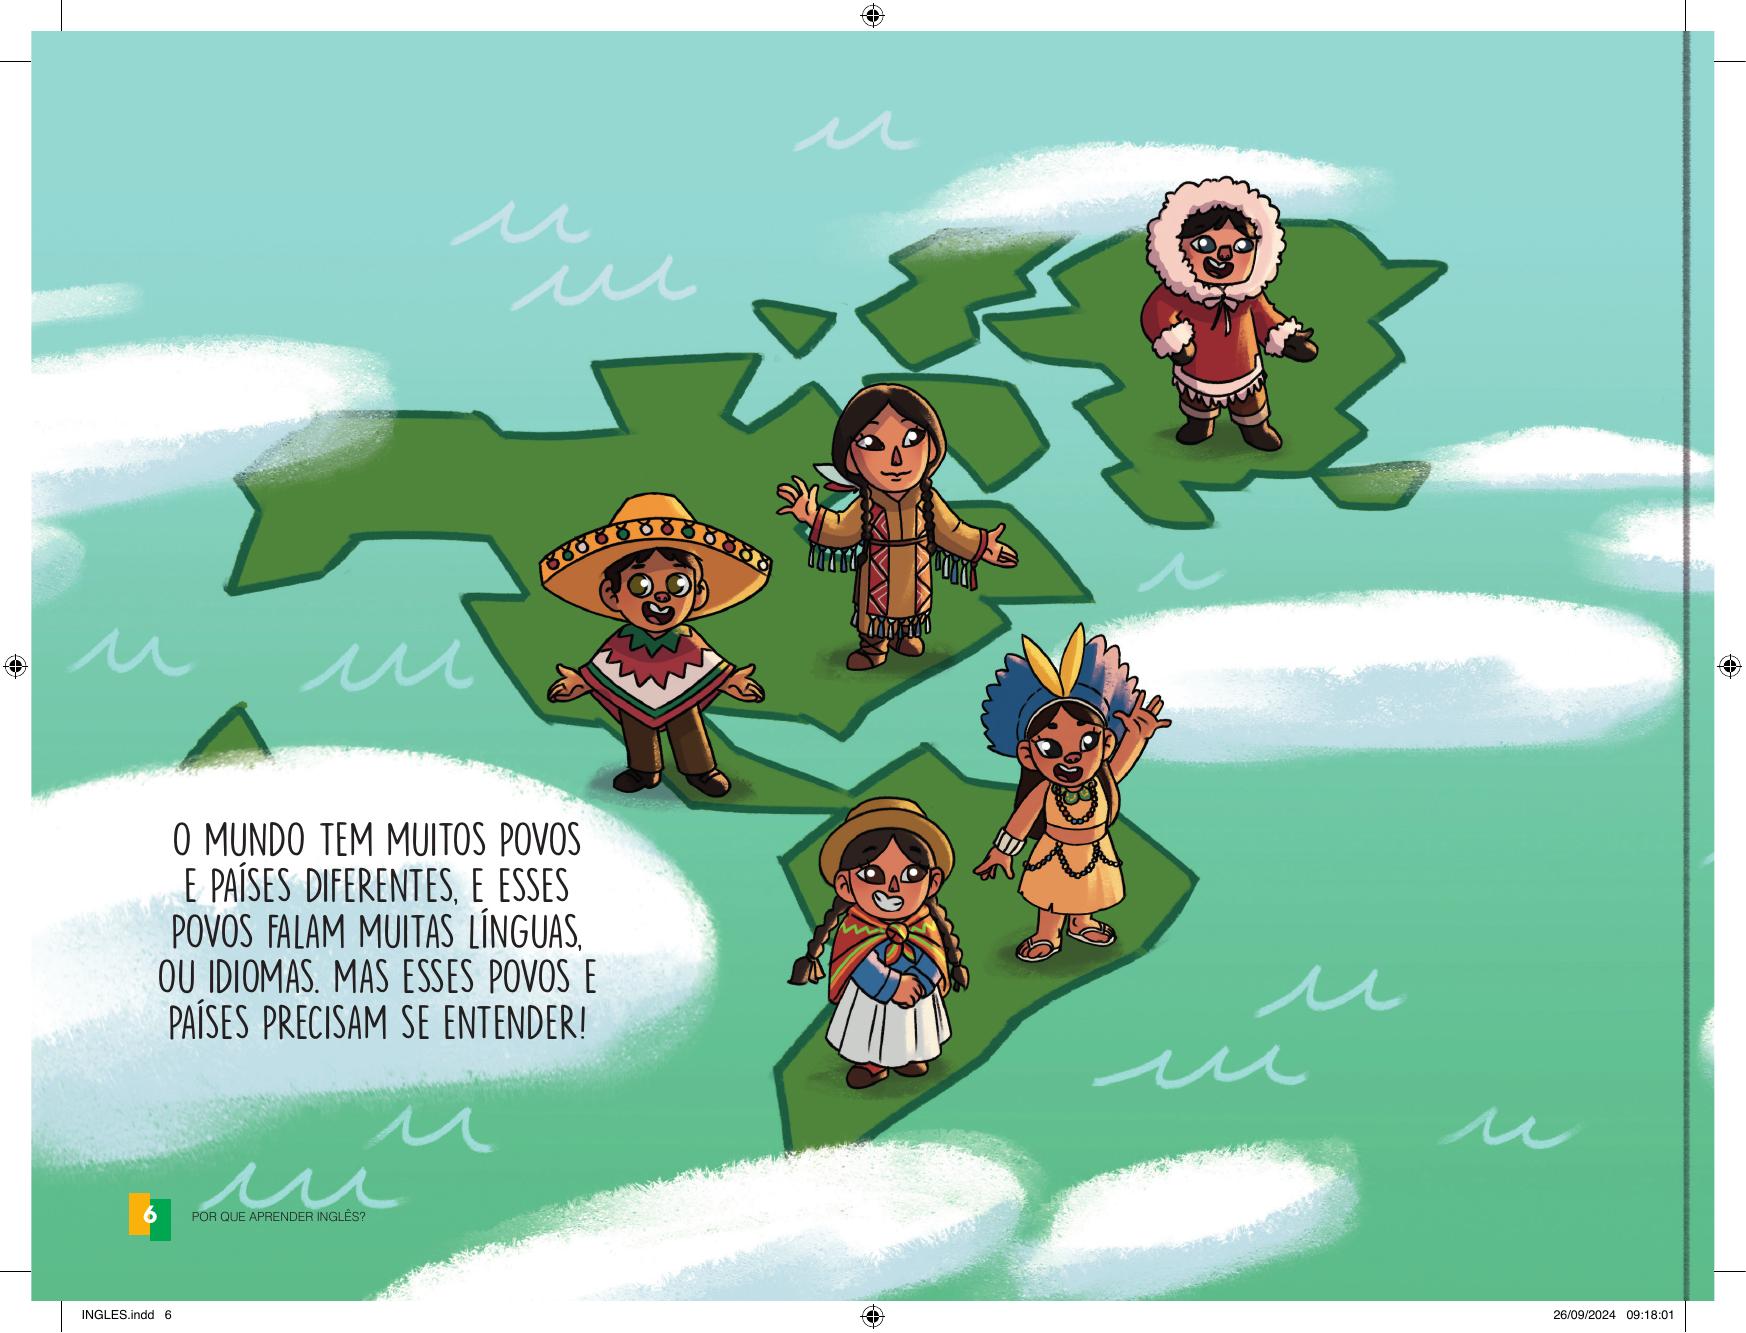 O MUNDO TEM MUITOS POVOS
E PAÍSES DIFERENTES, E ESSES
POVOS FALAM MUITAS LÍNGUAS,
OU IDIOMAS. MAS ESSES POVOS E
PAÍSES PRECISAM SE ENTENDER!
6 POR QUE APRENDER INGLÊS?
INGLES.indd 6 26/09/2024 09:18:01